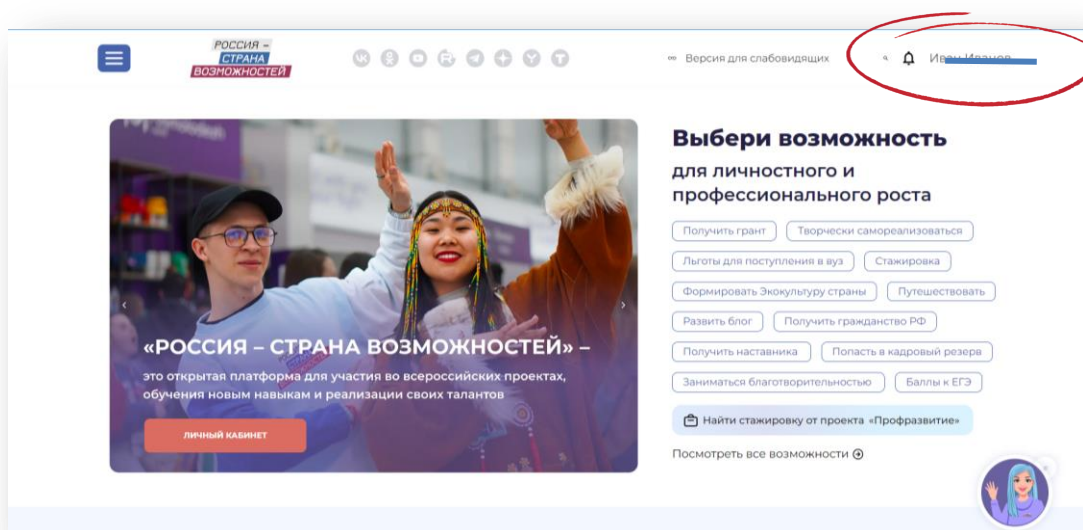 РОССИЯ –
СТРАНА
ВОЗМОЖНОСТЕЙ
Версия для слабовидящих
Иван Иванов
Выбери возможность
для личностного и
профессионального роста
Получить грант
Творчески самореализоваться
Льготы для поступления в вуз
Стажировка
Формировать Экокультуру страны
Путешествовать
Развить блог
Получить гражданство РФ
Получить наставника
Попасть в кадровый резерв
Заниматься благотворительностью
Баллы к ЕГЭ
Найти стажировку от проекта «Профразвитие»
Посмотреть все возможности
«РОССИЯ – СТРАНА ВОЗМОЖНОСТЕЙ» –
это открытая платформа для участия во всероссийских проектах,
обучения новым навыкам и реализации своих талантов
ЛИЧНЫЙ КАБИНЕТ